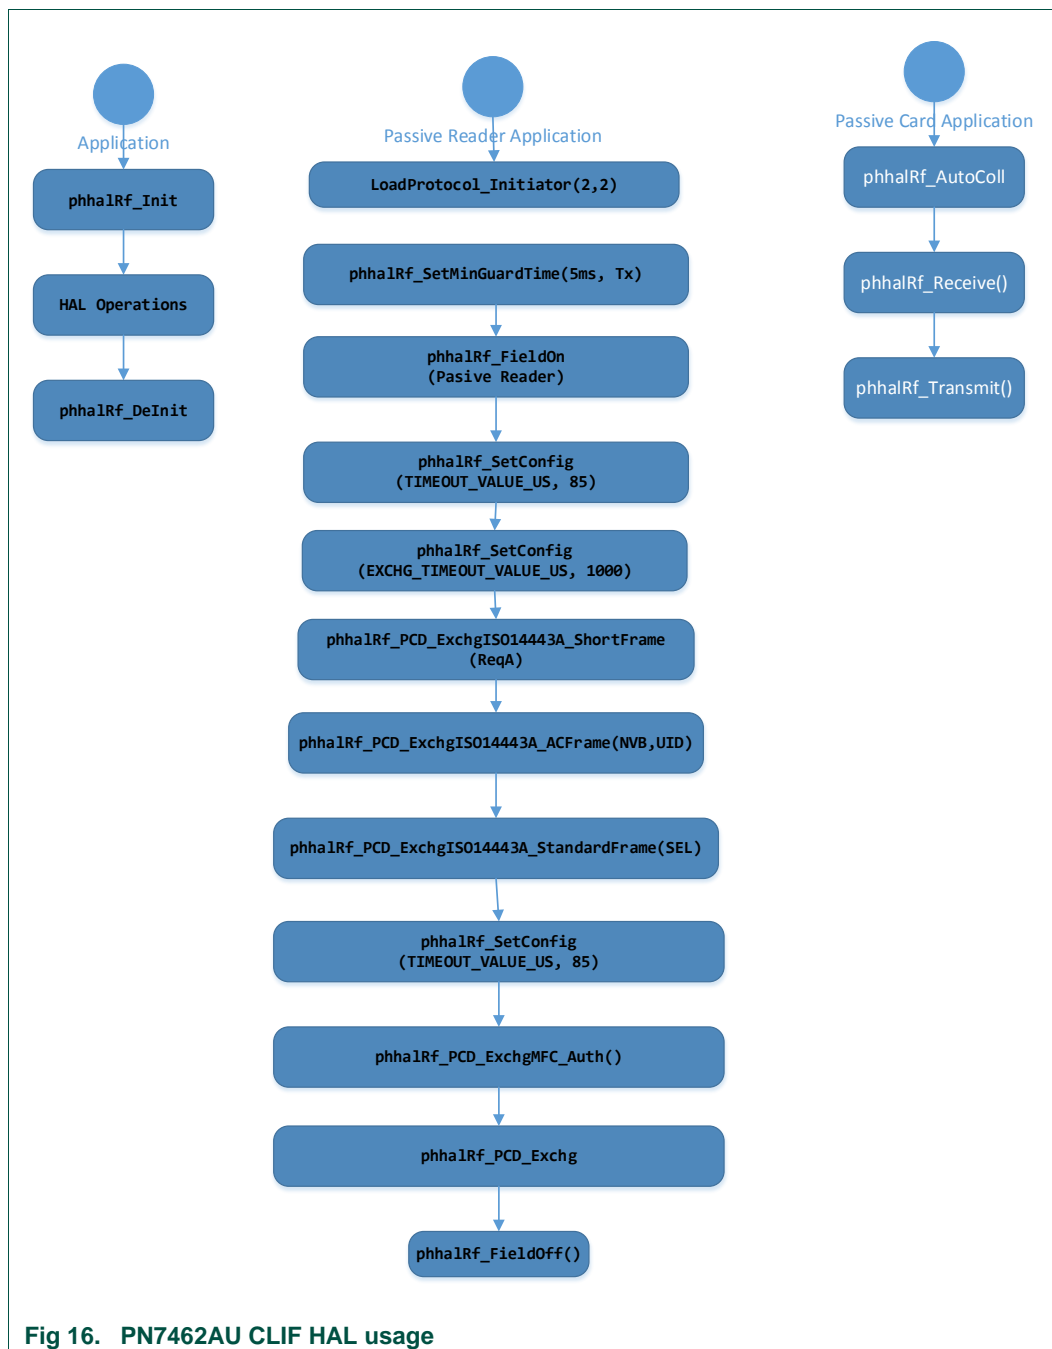 Application
phhalRf_Init
HAL Operations
phhalRf_DeInit
Passive Reader Application
LoadProtocol_Initiator(2,2)
phhalRf_SetMinGuardTime(5ms, Tx)
phhalRf_FieldOn
(Pasive Reader)
phhalRf_SetConfig
(TIMEOUT_VALUE_US, 85)
phhalRf_SetConfig
(EXCHG_TIMEOUT_VALUE_US, 1000)
phhalRf_PCD_ExchgISO14443A_ShortFrame
(ReqA)
phhalRf_PCD_ExchgISO14443A_ACFrame(NVB,UID)
phhalRf_PCD_ExchgISO14443A_StandardFrame(SEL)
phhalRf_SetConfig
(TIMEOUT_VALUE_US, 85)
phhalRf_PCD_ExchgMFC_Auth()
phhalRf_PCD_Exchg
phhalRf_FieldOff()
Passive Card Application
phhalRf_AutoColl
phhalRf_Receive()
phhalRf_Transmit()
Fig 16. PN7462AU CLIF HAL usage